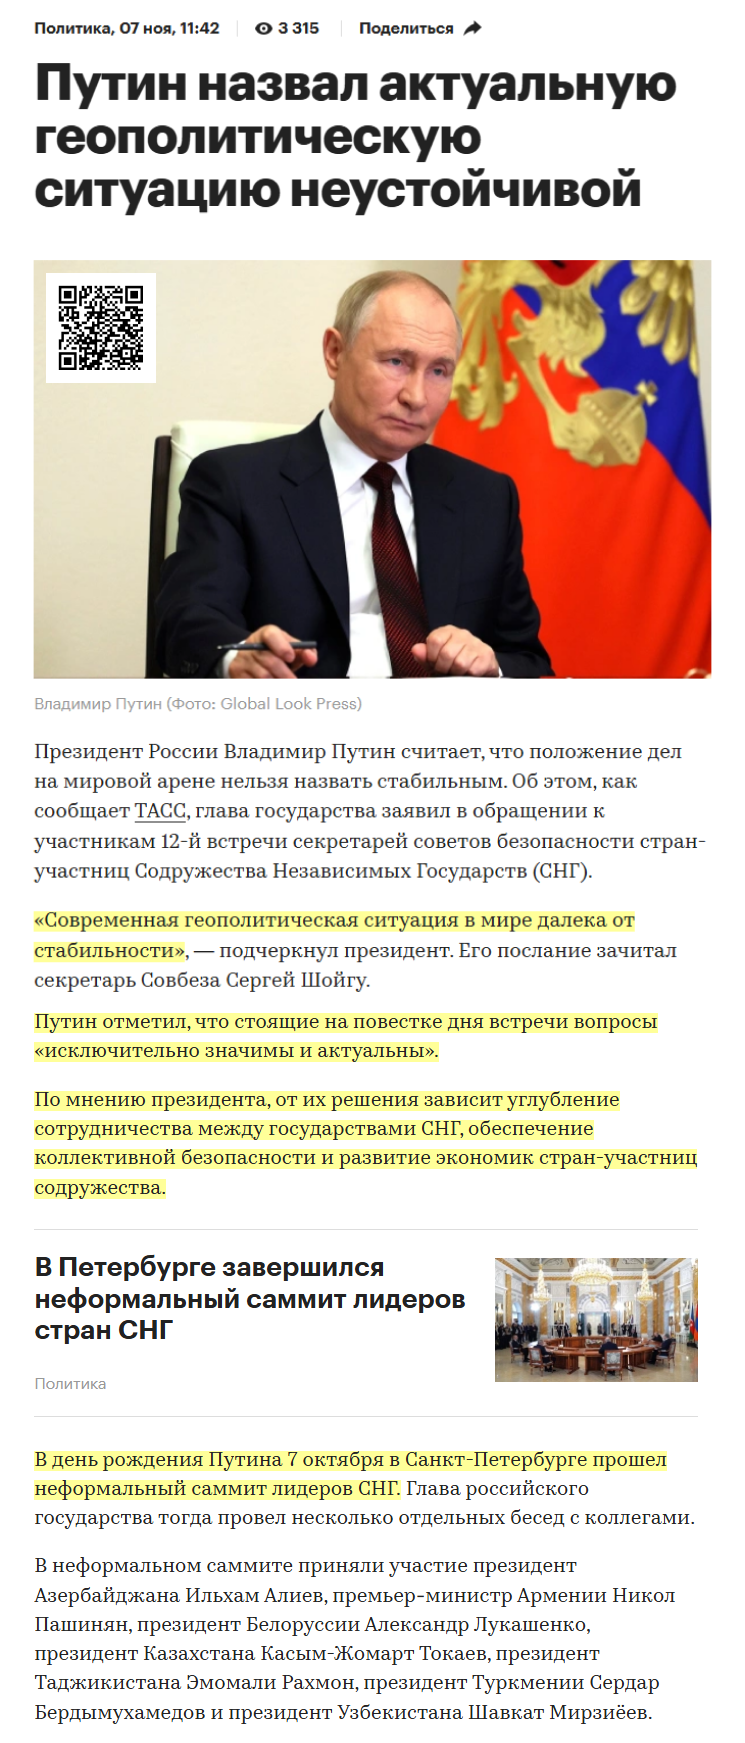 Политика, 07 ноя, 11:42 3 315 Поделиться
Путин назвал актуальную
геополитическую
ситуацию неустойчивой
Владимир Путин (Фото: Global Look Press)
Президент России Владимир Путин считает, что положение дел
на мировой арене нельзя назвать стабильным. Об этом, как
сообщает ТАСС, глава государства заявил в обращении к
участникам 12-й встречи секретарей советов безопасности стран-
участниц Содружества Независимых Государств (СНГ).
«Современная геополитическая ситуация в мире далека от
стабильности», — подчеркнул президент. Его послание зачитал
секретарь Совбеза Сергей Шойгу.
Путин отметил, что стоящие на повестке дня встречи вопросы
«исключительно значимы и актуальны».
По мнению президента, от их решения зависит углубление
сотрудничества между государствами СНГ, обеспечение
коллективной безопасности и развитие экономик стран-участниц
содружества.
В Петербурге завершился
неформальный саммит лидеров
стран СНГ
Политика
В день рождения Путина 7 октября в Санкт-Петербурге прошел
неформальный саммит лидеров СНГ. Глава российского
государства тогда провел несколько отдельных бесед с коллегами.
В неформальном саммите приняли участие президент
Азербайджана Ильхам Алиев, премьер-министр Армении Никол
Пашинян, президент Белоруссии Александр Лукашенко,
президент Казахстана Касым-Жомарт Токаев, президент
Таджикистана Эмомали Рахмон, президент Туркмении Сердар
Бердымухамедов и президент Узбекистана Шавкат Мирзиёев.